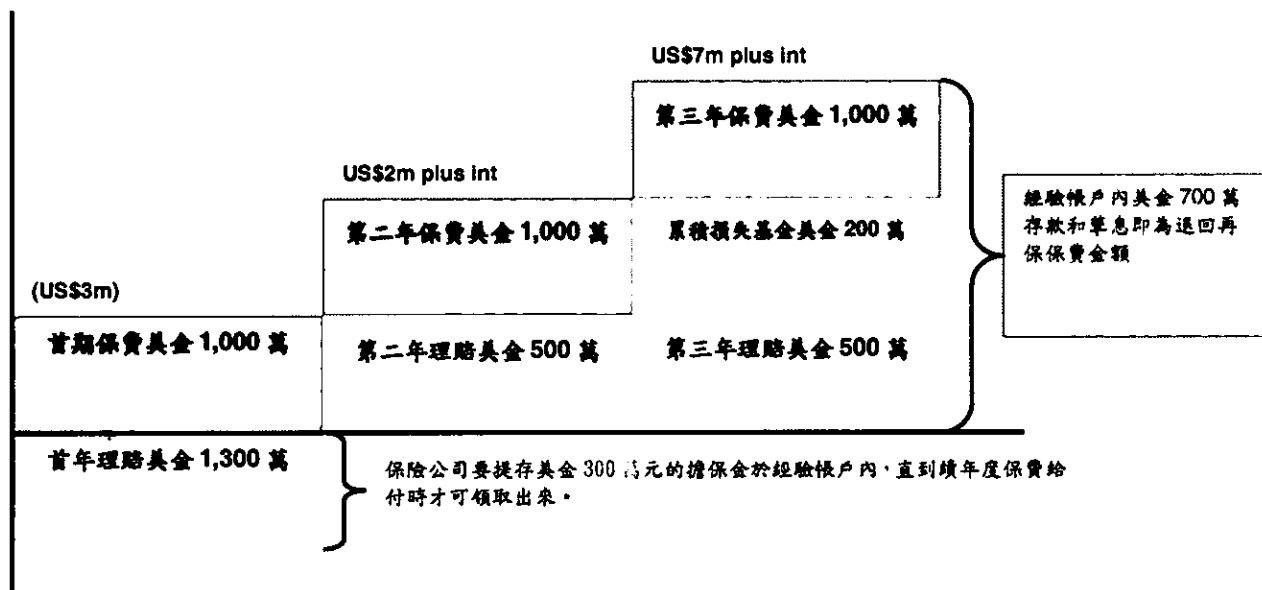 US$7m plus int
第三年保費美金 1,000 萬
US$2m plus int
第二年保費美金 1,000 萬
累積損失基金美金 200 萬
經驗帳戶內美金 700 萬
存款和單息即為退回再
保保費金額
(US$3m)
首期保費美金 1,000 萬
第二年理賠美金 500 萬
第三年理賠美金 500 萬
首年理賠美金 1,300 萬
保險公司要提存美金 300 萬元的擔保金於經驗帳戶內，直到續年度保費給
付時才可領取出來。